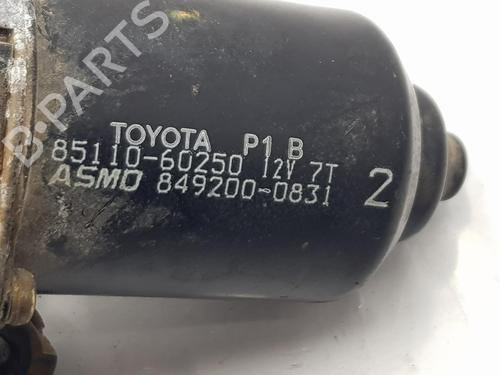 B-PARTS
TOYOTA P1 B
85110-60250 12V 7T
ASMO 849200-0831
2